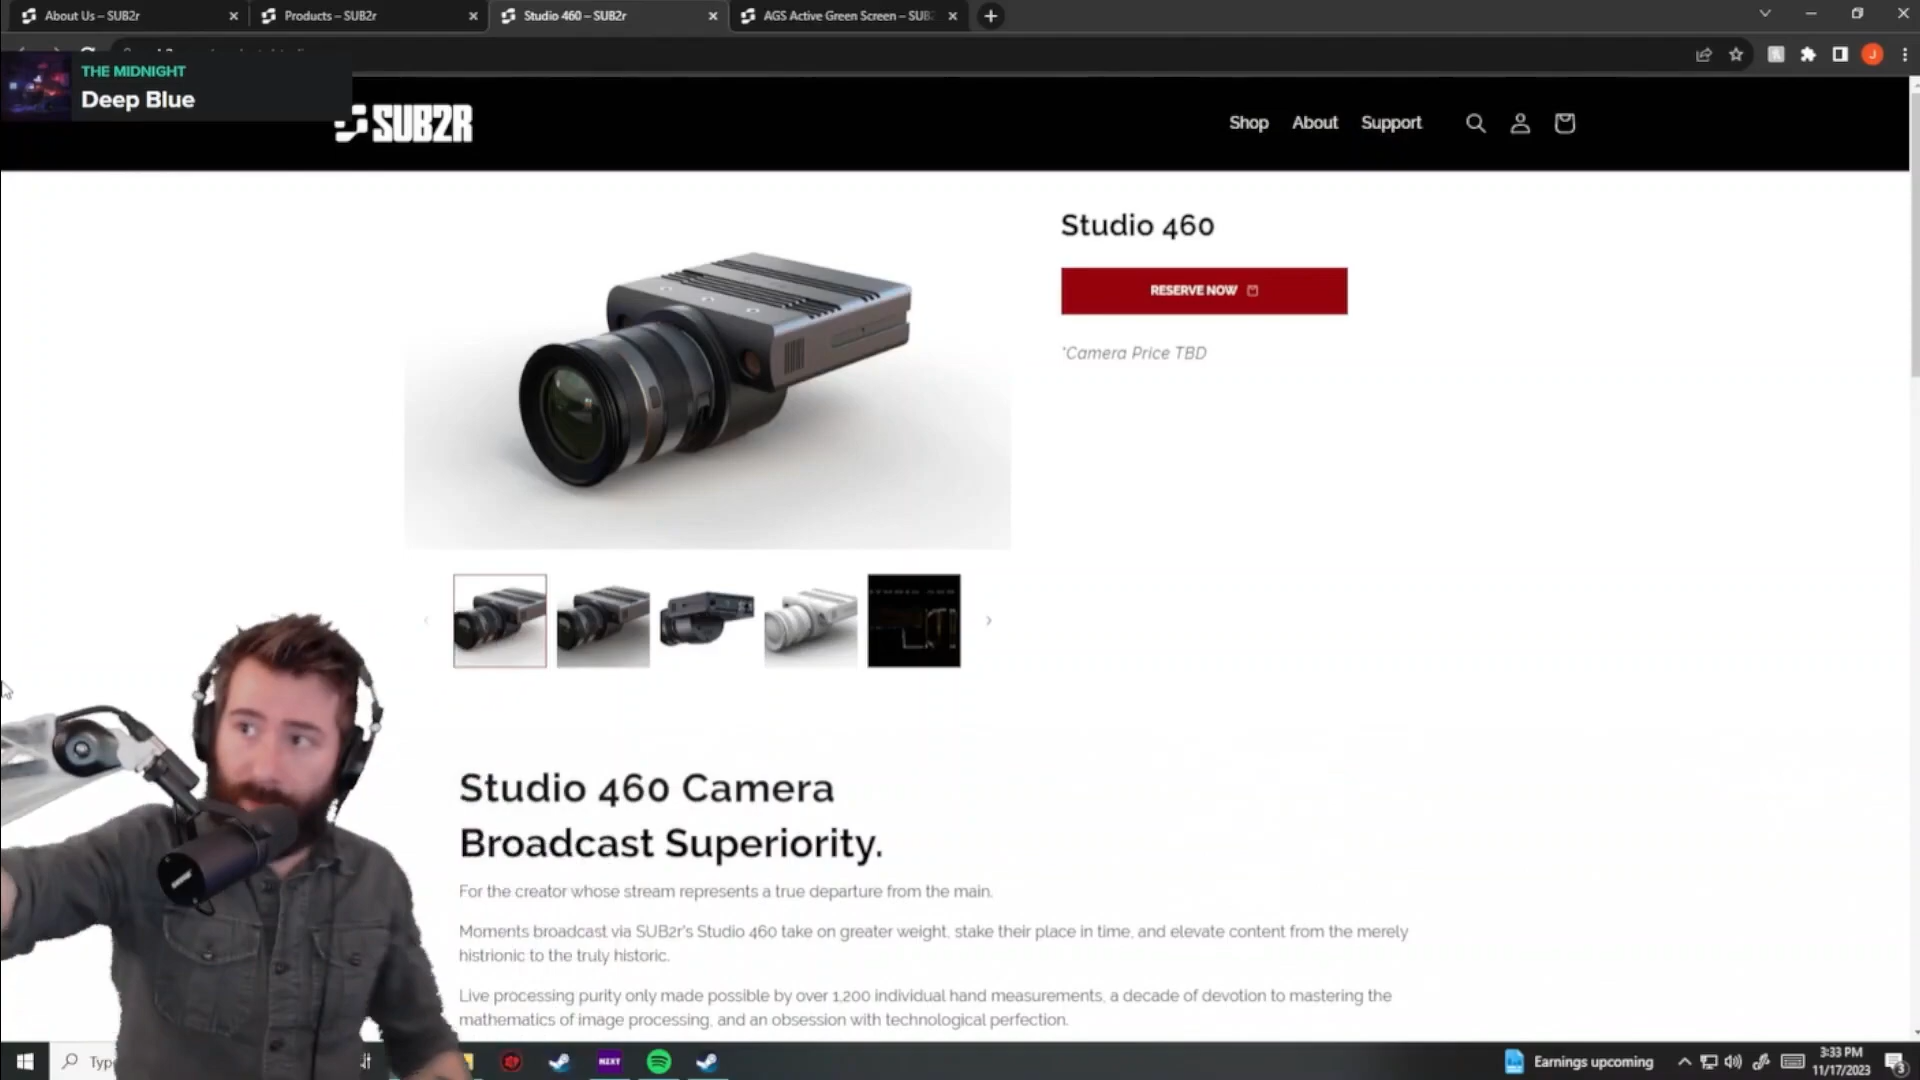 About Us – SUB2r
Products – SUB2r
Studio 460 – SUB2r
AGS Active Green Screen – SUB
J
THE MIDNIGHT
Deep Blue
SUB2R
Shop
About
Support
Studio 460
RESERVE NOW
*Camera Price TBD
Studio 460 Camera
Broadcast Superiority.
For the creator whose stream represents a true departure from the main.
Moments broadcast via SUB2r's Studio 460 take on greater weight, stake their place in time, and elevate content from the merely
histrionic to the truly historic.
Live processing purity only made possible by over 1,200 individual hand measurements, a decade of devotion to mastering the
mathematics of image processing, and an obsession with technological perfection.
Typ
NZXT
Earnings upcoming
3:33 PM
11/17/2023
3